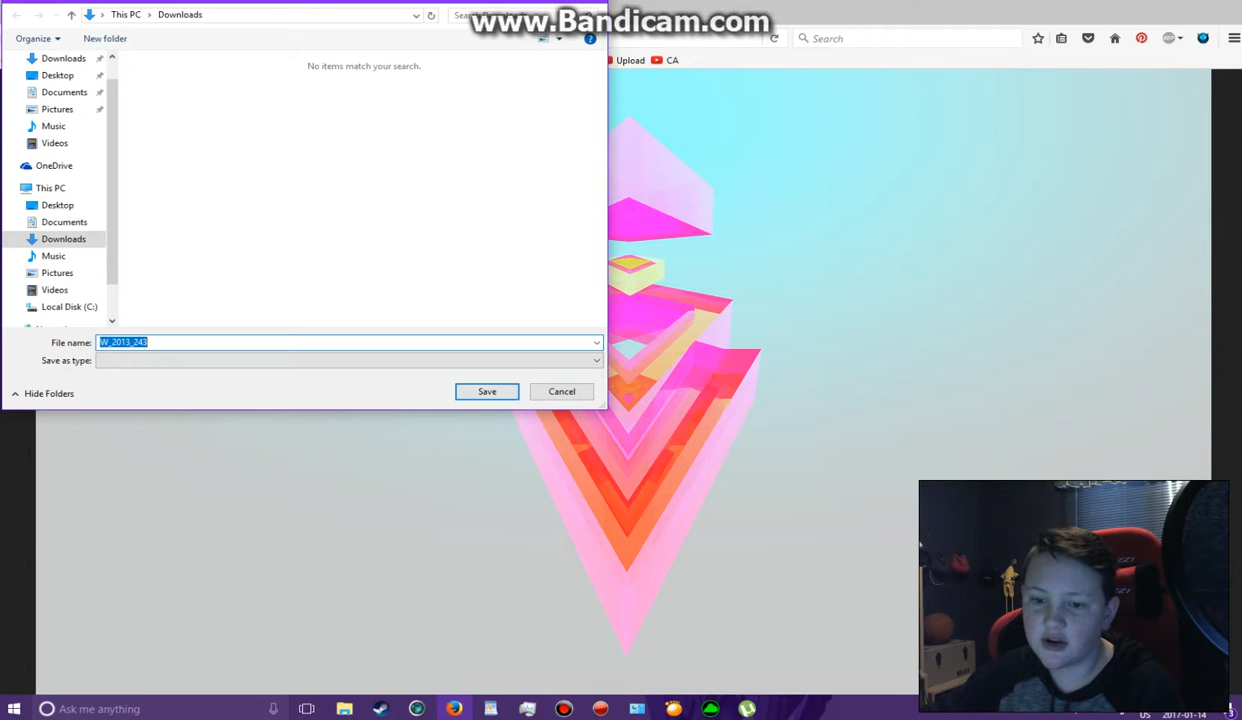 This PC > Downloads
www.Bandicam.com
Search
Organize
New folder
Upload
CA
Downloads
Desktop
Documents
Pictures
Music
Videos
OneDrive
This PC
Desktop
Documents
Downloads
Music
Pictures
Videos
Local Disk (C:)
No items match your search.
File name:
W_2013_243
Save as type:
Hide Folders
Save
Cancel
Ask me anything
US
2017-01-14